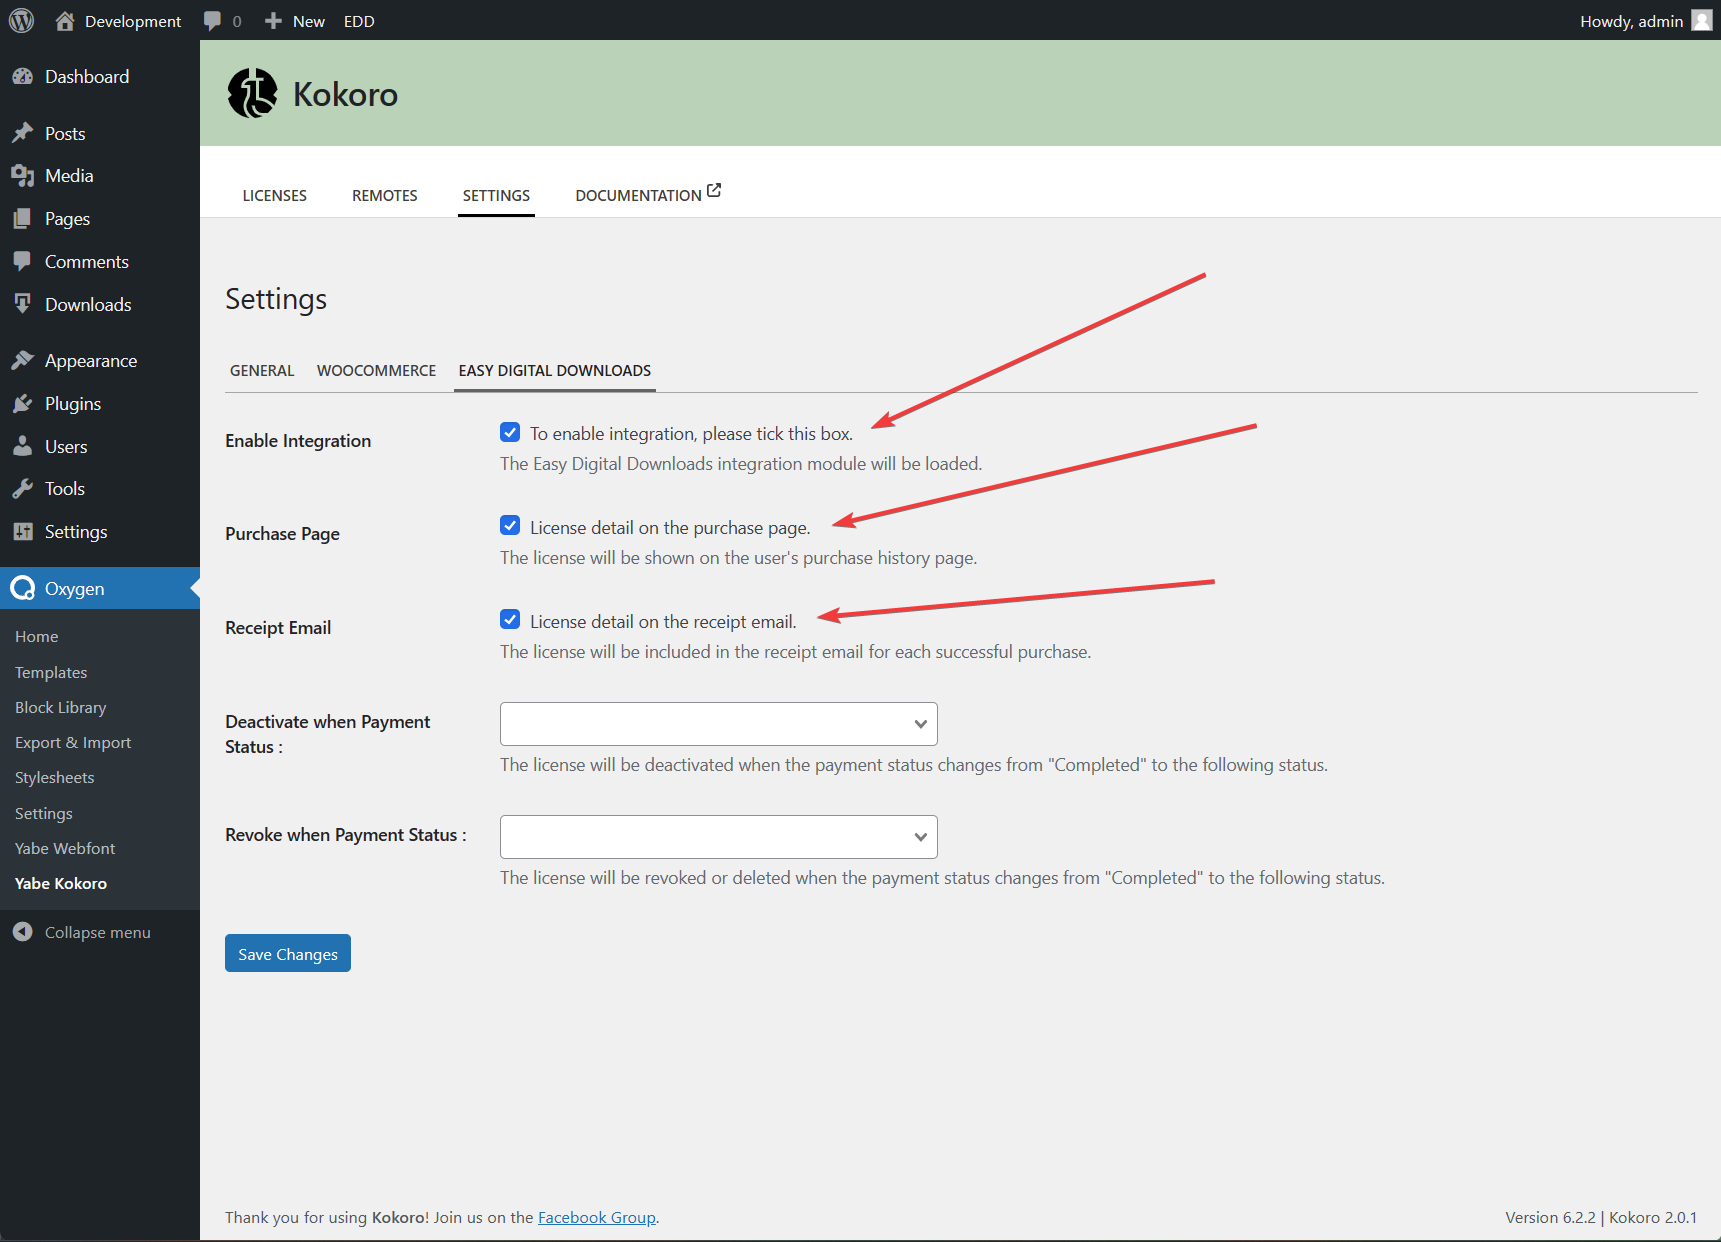 Development 0 New EDD Howdy, admin
Dashboard
Posts
Media
Pages
Comments
Downloads
Appearance
Plugins
Users
Tools
Settings
Oxygen
Home
Templates
Block Library
Export & Import
Stylesheets
Settings
Yabe Webfont
Yabe Kokoro
Collapse menu
Kokoro
LICENSES REMOTES SETTINGS DOCUMENTATION
Settings
GENERAL WOOCOMMERCE EASY DIGITAL DOWNLOADS
Enable Integration
To enable integration, please tick this box.
The Easy Digital Downloads integration module will be loaded.
Purchase Page
License detail on the purchase page.
The license will be shown on the user's purchase history page.
Receipt Email
License detail on the receipt email.
The license will be included in the receipt email for each successful purchase.
Deactivate when Payment
Status :
The license will be deactivated when the payment status changes from "Completed" to the following status.
Revoke when Payment Status :
The license will be revoked or deleted when the payment status changes from "Completed" to the following status.
Save Changes
Thank you for using Kokoro! Join us on the Facebook Group.
Version 6.2.2 | Kokoro 2.0.1